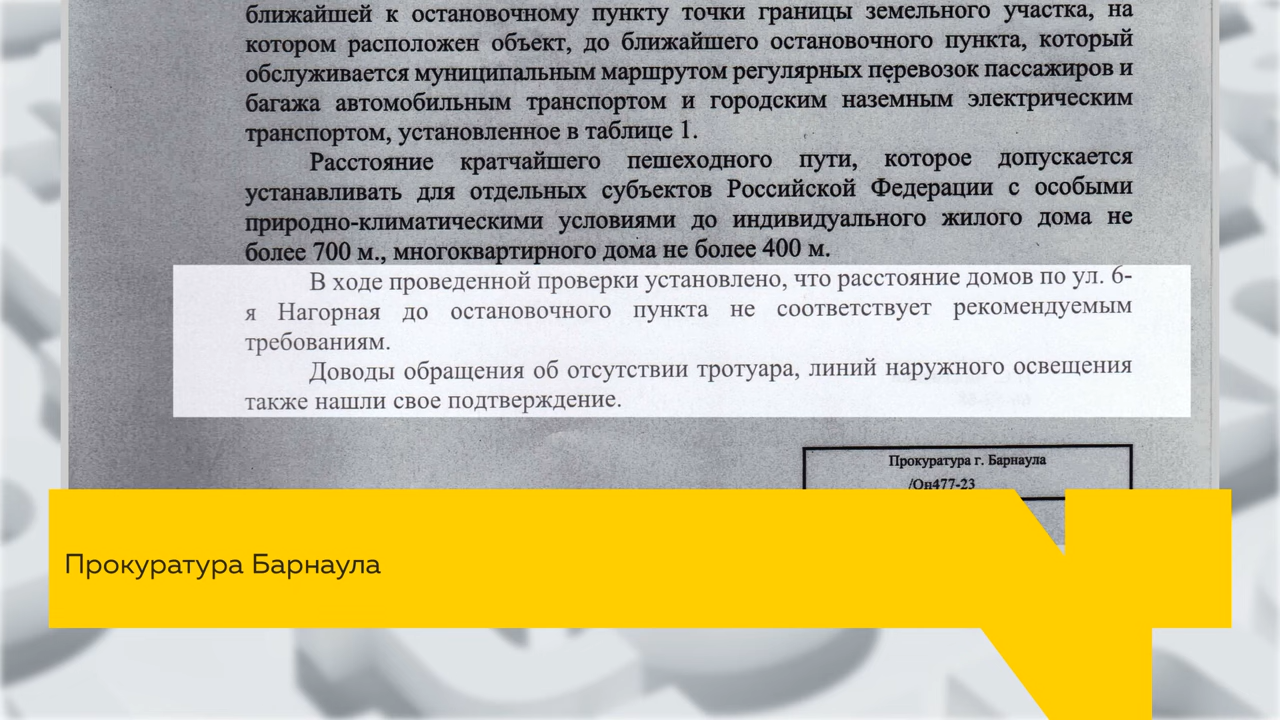 ближайшей к остановочному пункту точки границы земельного участка, на
котором расположен объект, до ближайшего остановочного пункта, который
обслуживается муниципальным маршрутом регулярных перевозок пассажиров и
багажа автомобильным транспортом и городским наземным электрическим
транспортом, установленное в таблице 1.
Расстояние кратчайшего пешеходного пути, которое допускается
устанавливать для отдельных субъектов Российской Федерации с особыми
природно-климатическими условиями до индивидуального жилого дома не
более 700 м., многоквартирного дома не более 400 м.
В ходе проведенной проверки установлено, что расстояние домов по ул. 6-
я Нагорная до остановочного пункта не соответствует рекомендуемым
требованиям.
Доводы обращения об отсутствии тротуара, линий наружного освещения
также нашли свое подтверждение.
Прокуратура г. Барнаула
/Он477-23
Прокуратура Барнаула